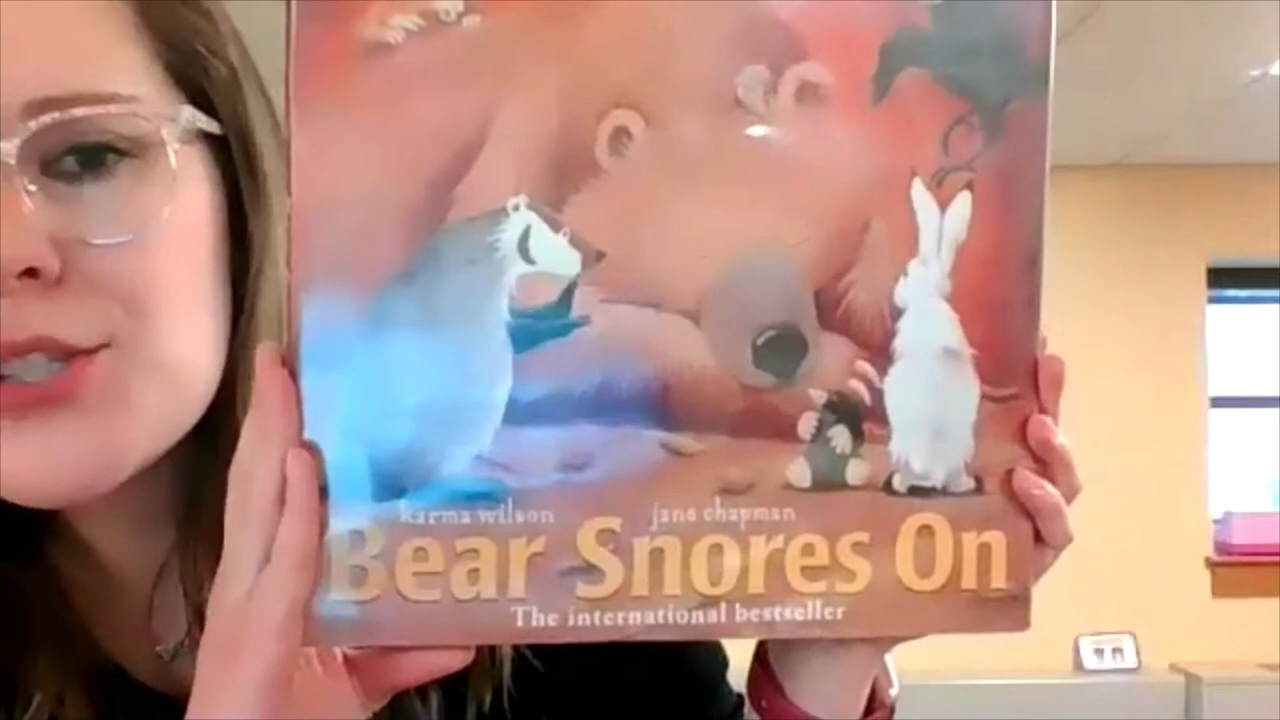 karma wilson jane chapman
Bear Snores On
The international bestseller